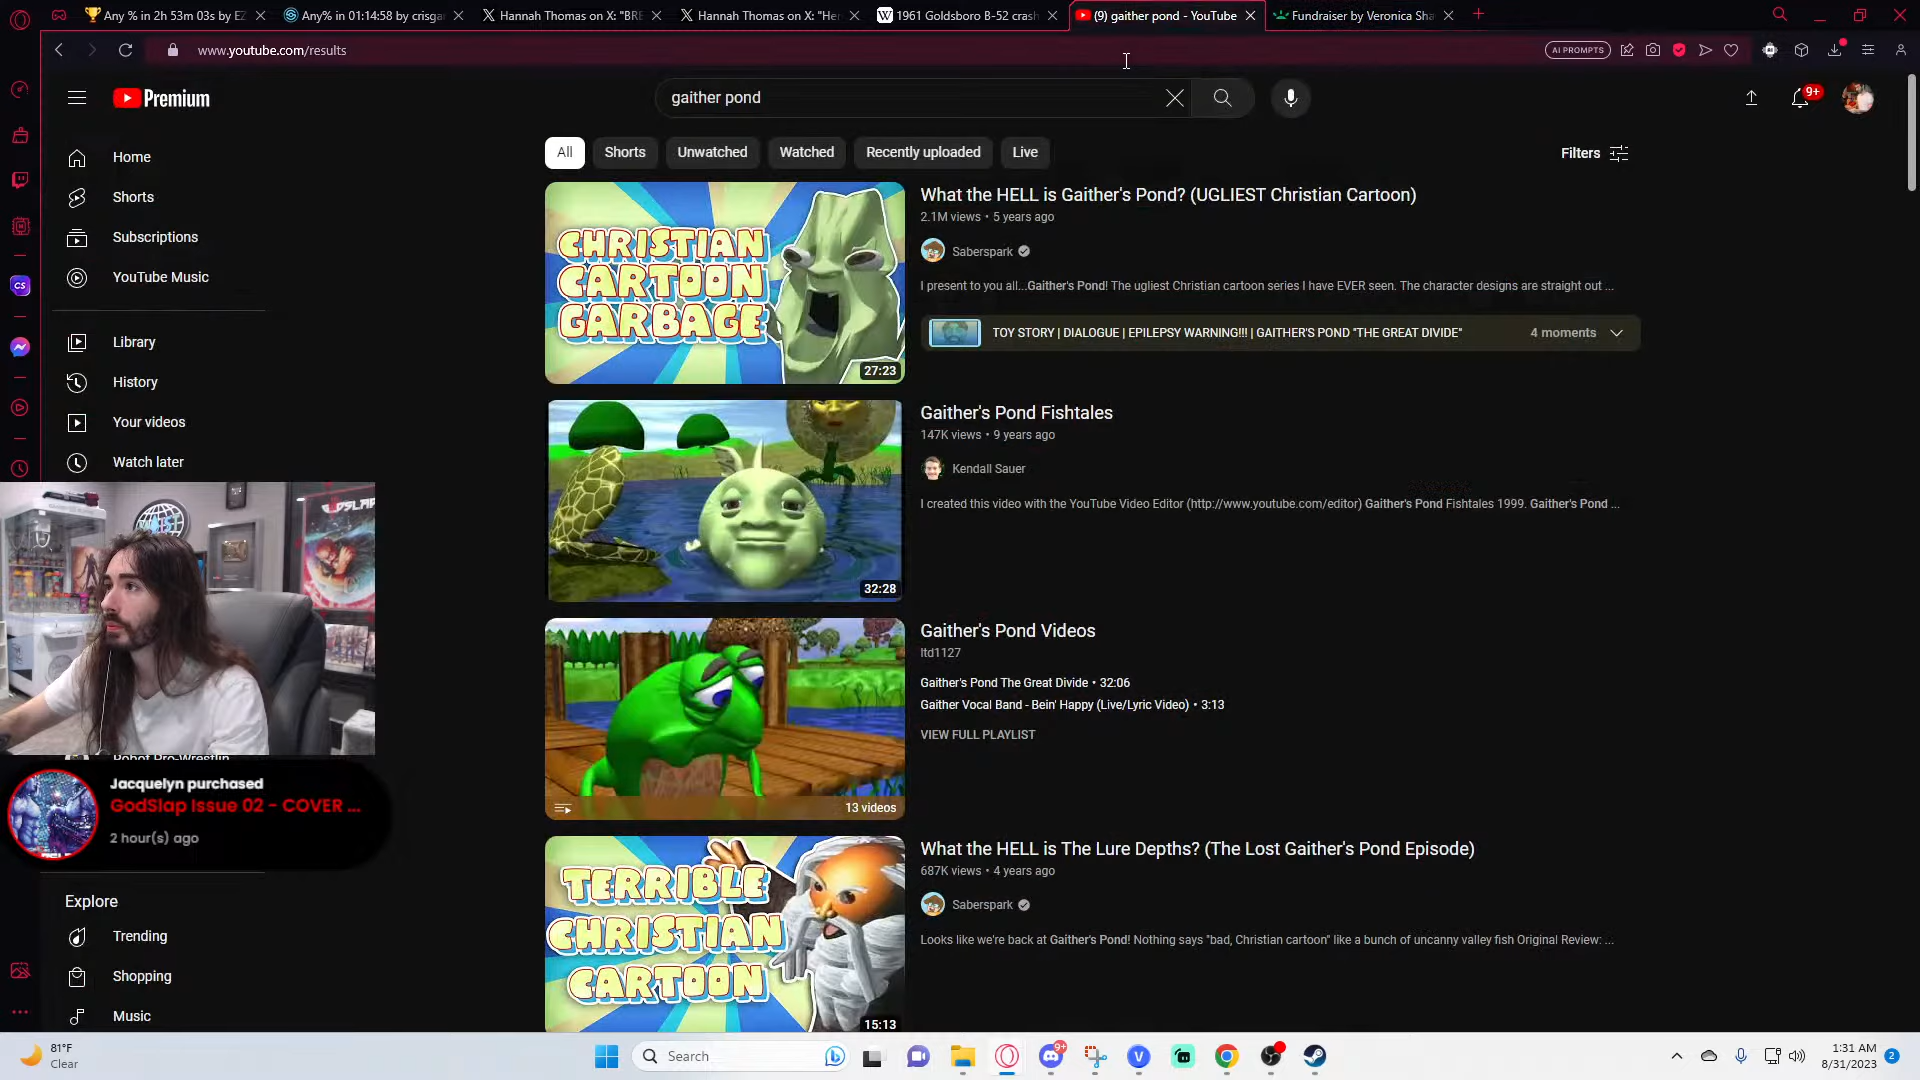 Any % in 2h 53m 03s by EZ
Any% in 01:14:58 by crisgar
Hannah Thomas on X: "BRE
Hannah Thomas on X: "Her
1961 Goldsboro B-52 crash
(9) gaither pond - YouTube
Fundraiser by Veronica Sha
www.youtube.com/results
AI PROMPTS
Premium
gaither pond
9+
All
Shorts
Unwatched
Watched
Recently uploaded
Live
Filters
Home
Shorts
Subscriptions
YouTube Music
Library
History
Your videos
Watch later
CS
CHRISTIAN
CARTOON
GARBAGE
27:23
What the HELL is Gaither's Pond? (UGLIEST Christian Cartoon)
2.1M views • 5 years ago
Saberspark
I present to you all...Gaither's Pond! The ugliest Christian cartoon series I have EVER seen. The character designs are straight out ...
TOY STORY | DIALOGUE | EPILEPSY WARNING!!! | GAITHER'S POND "THE GREAT DIVIDE"
4 moments
32:28
Gaither's Pond Fishtales
147K views • 9 years ago
Kendall Sauer
I created this video with the YouTube Video Editor (http://www.youtube.com/editor) Gaither's Pond Fishtales 1999. Gaither's Pond ...
13 videos
Gaither's Pond Videos
ltd1127
Gaither's Pond The Great Divide • 32:06
Gaither Vocal Band - Bein' Happy (Live/Lyric Video) • 3:13
VIEW FULL PLAYLIST
TERRIBLE
CHRISTIAN
CARTOON
15:13
What the HELL is The Lure Depths? (The Lost Gaither's Pond Episode)
687K views • 4 years ago
Saberspark
Looks like we're back at Gaither's Pond! Nothing says "bad, Christian cartoon" like a bunch of uncanny valley fish Original Review: ...
Robot Pro-Wrestlin
Jacquelyn purchased
GodSlap Issue 02 - COVER ...
2 hour(s) ago
Explore
Trending
Shopping
Music
81°F
Clear
Search
9+
1:31 AM
8/31/2023
2